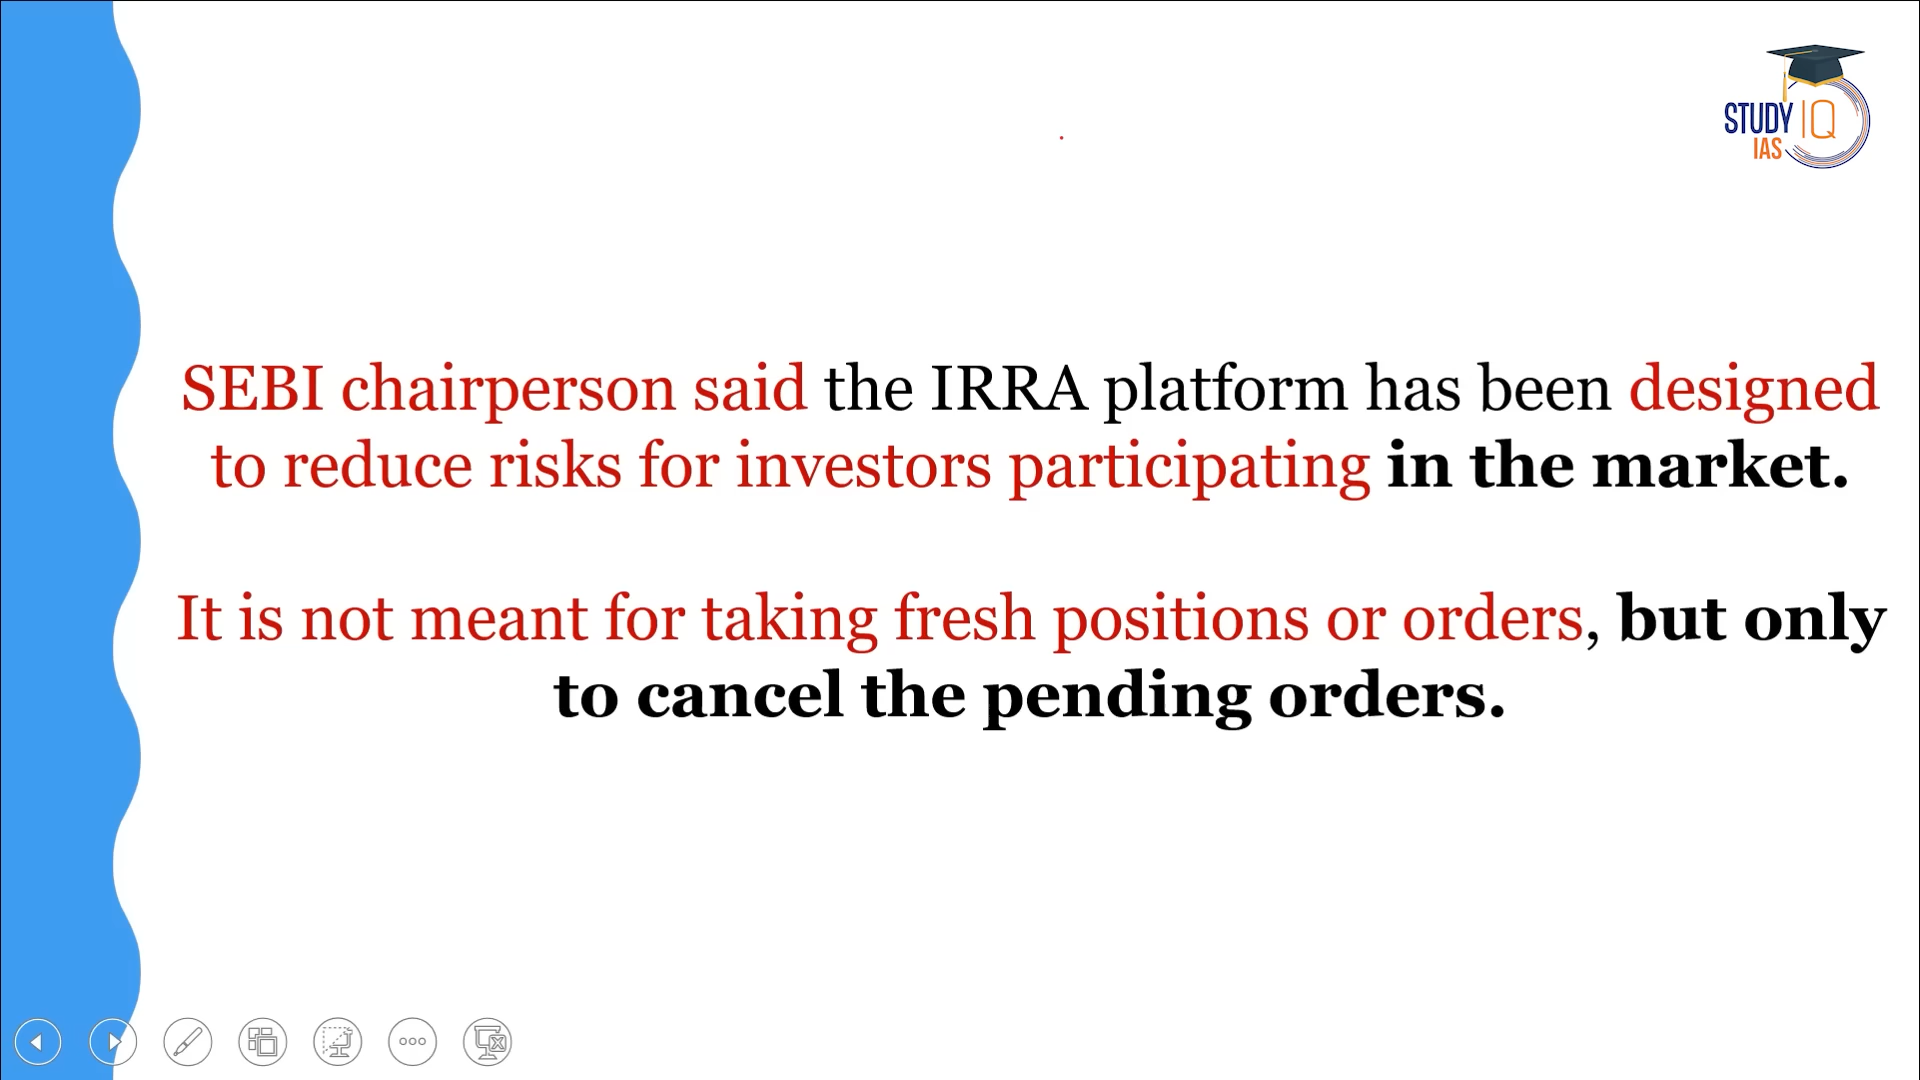 STUDY IQ
IAS
SEBI chairperson said the IRRA platform has been designed
to reduce risks for investors participating in the market.
It is not meant for taking fresh positions or orders, but only
to cancel the pending orders.